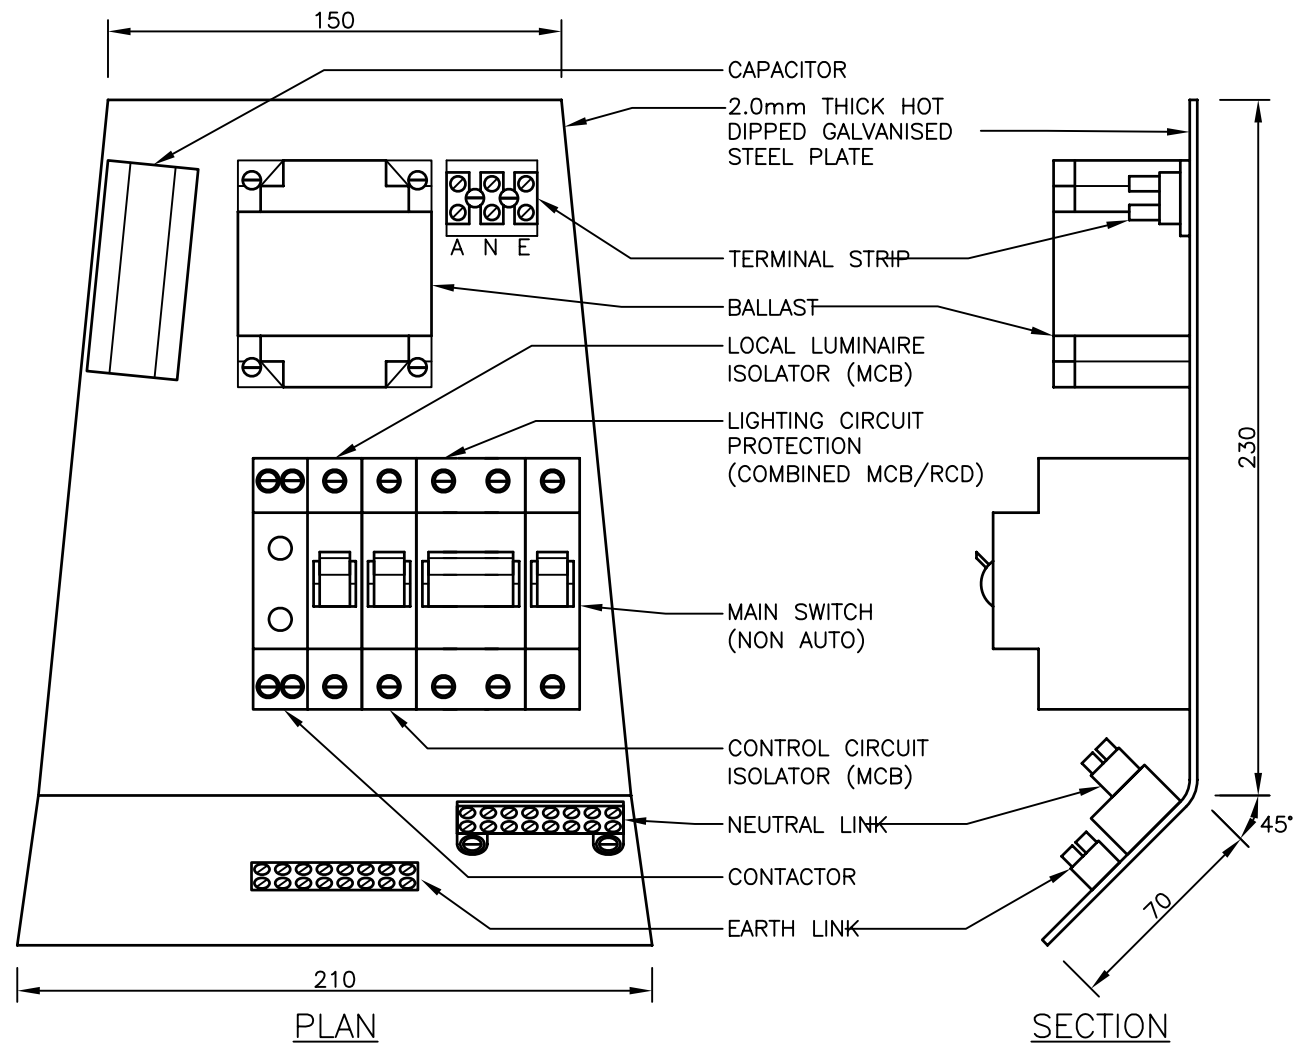 150
CAPACITOR
2.0mm THICK HOT
DIPPED GALVANISED
STEEL PLATE
A N E
TERMINAL STRIP
BALLAST
LOCAL LUMINAIRE
ISOLATOR (MCB)
LIGHTING CIRCUIT
PROTECTION
(COMBINED MCB/RCD)
230
MAIN SWITCH
(NON AUTO)
CONTROL CIRCUIT
ISOLATOR (MCB)
NEUTRAL LINK
45°
CONTACTOR
70
EARTH LINK
210
PLAN
SECTION